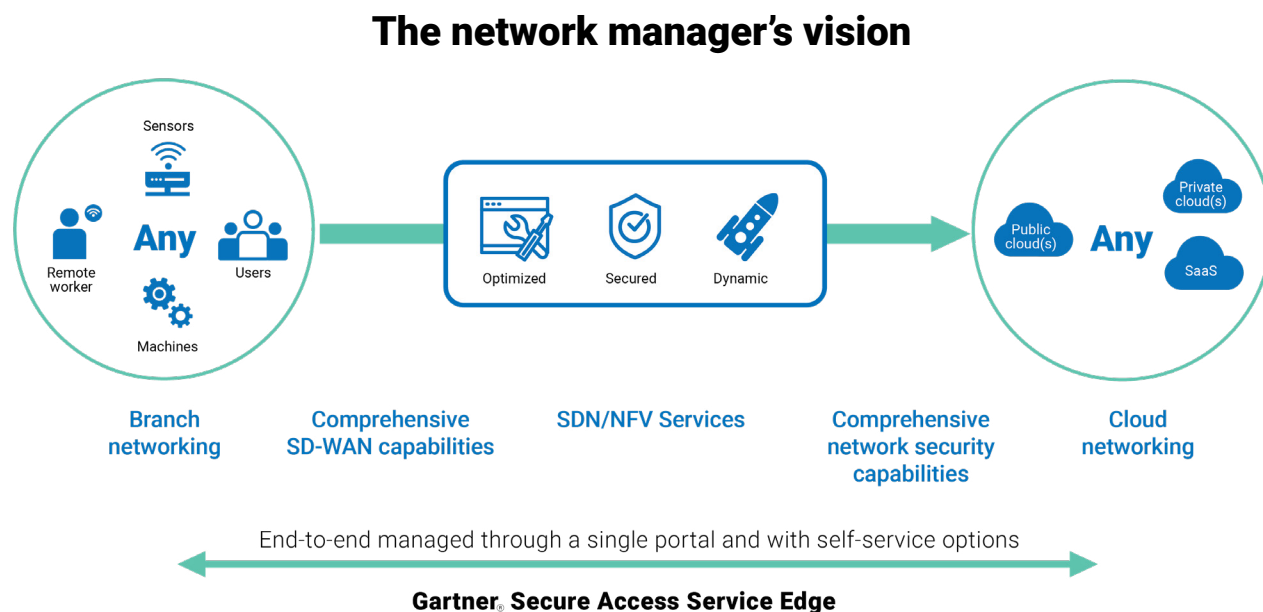 The network manager’s vision
Sensors
Remote
worker
Any
Users
Machines
Optimized
Secured
Dynamic
Public
cloud(s)
Any
Private
cloud(s)
SaaS
Branch
networking
Comprehensive
SD-WAN capabilities
SDN/NFV Services
Comprehensive
network security
capabilities
Cloud
networking
End-to-end managed through a single portal and with self-service options
Gartner® Secure Access Service Edge